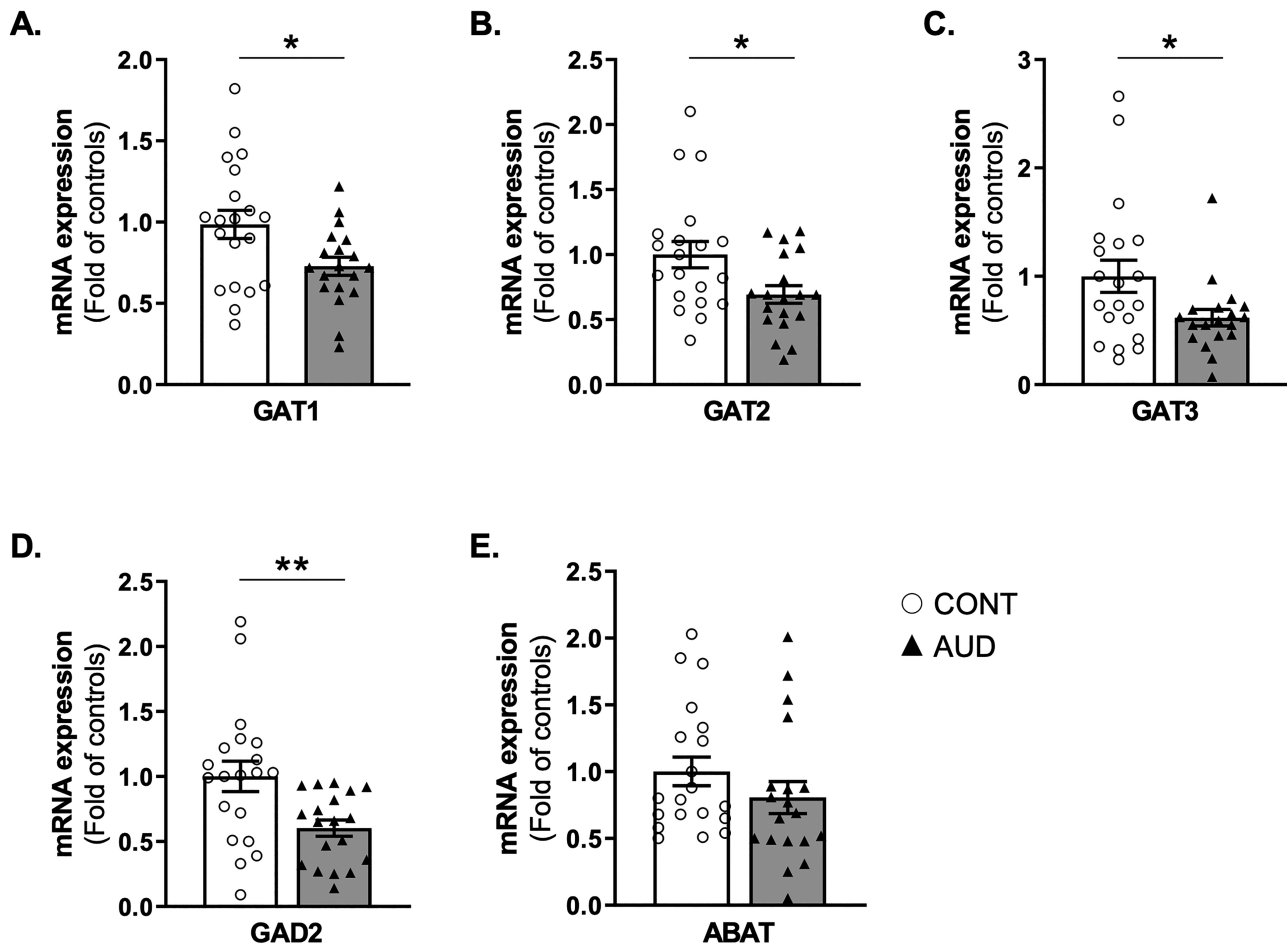 A.
*
mRNA expression
(Fold of controls)
2.0
1.5
1.0
0.5
0.0
GAT1
B.
*
mRNA expression
(Fold of controls)
2.5
2.0
1.5
1.0
0.5
0.0
GAT2
C.
*
mRNA expression
(Fold of controls)
3
2
1
0
GAT3
D.
**
mRNA expression
(Fold of controls)
2.5
2.0
1.5
1.0
0.5
0.0
GAD2
E.
mRNA expression
(Fold of controls)
2.5
2.0
1.5
1.0
0.5
0.0
ABAT
CONT
AUD